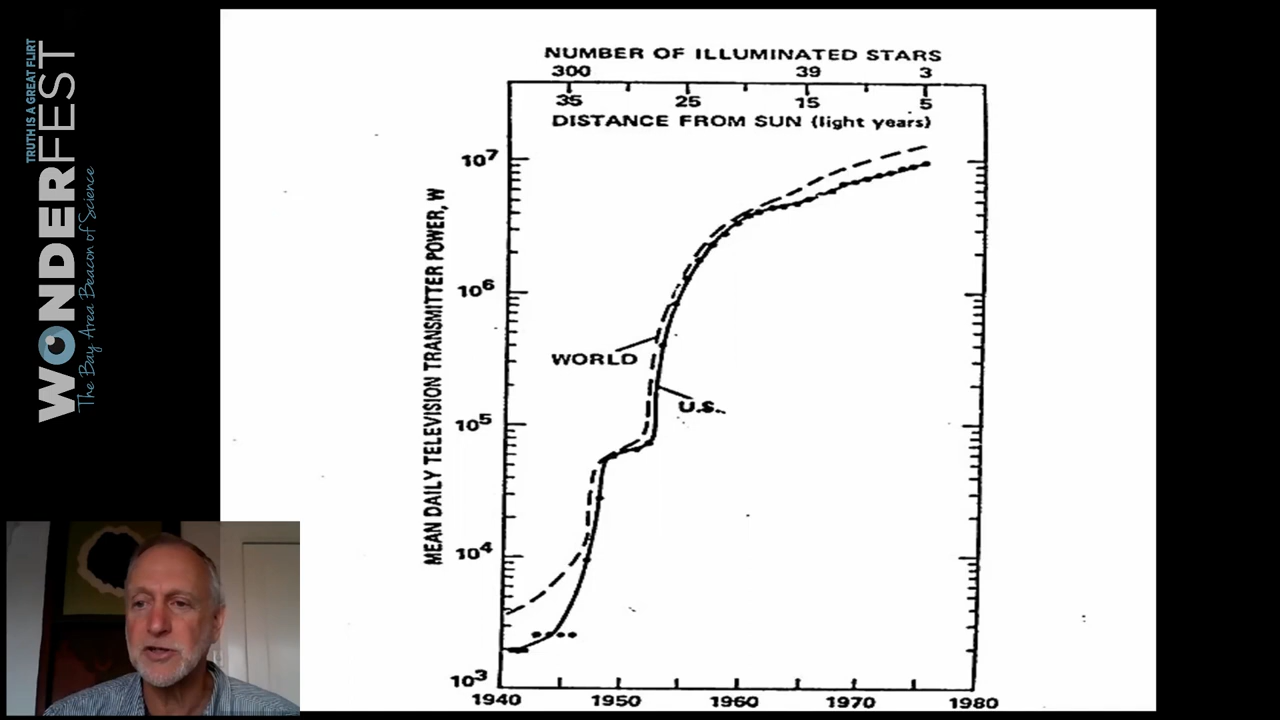 TRUTH IS A GREAT FLIRT
WONDERFEST
The Bay Area Beacon of Science
NUMBER OF ILLUMINATED STARS
300 39 3
35 25 15 5
DISTANCE FROM SUN (light years)
MEAN DAILY TELEVISION TRANSMITTER POWER, W
10⁷
10⁶
WORLD
U.S.
10⁵
10⁴
10³
1940 1950 1960 1970 1980